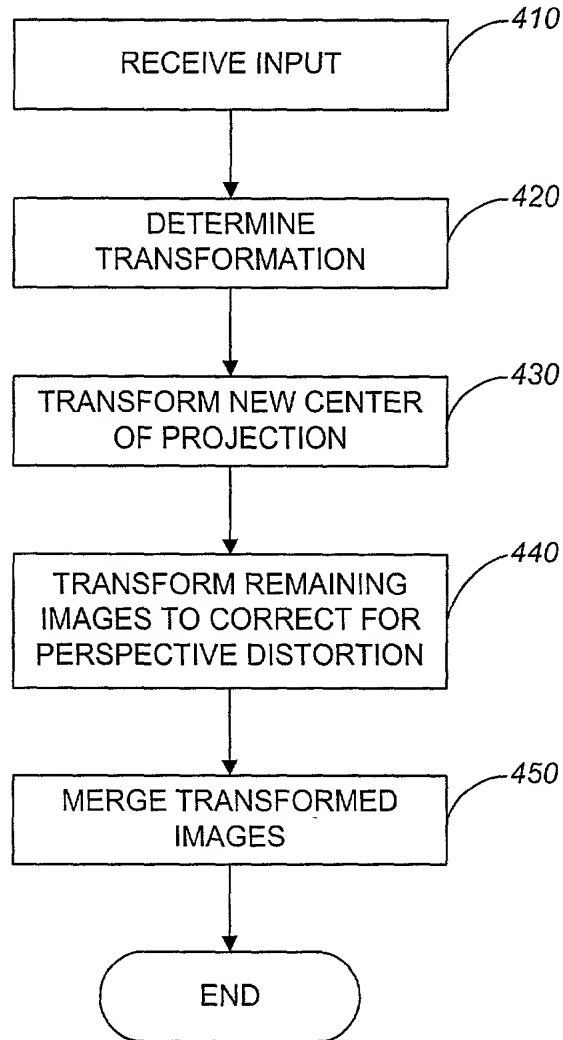 410
RECEIVE INPUT
420
DETERMINE
TRANSFORMATION
430
TRANSFORM NEW CENTER
OF PROJECTION
440
TRANSFORM REMAINING
IMAGES TO CORRECT FOR
PERSPECTIVE DISTORTION
450
MERGE TRANSFORMED
IMAGES
END